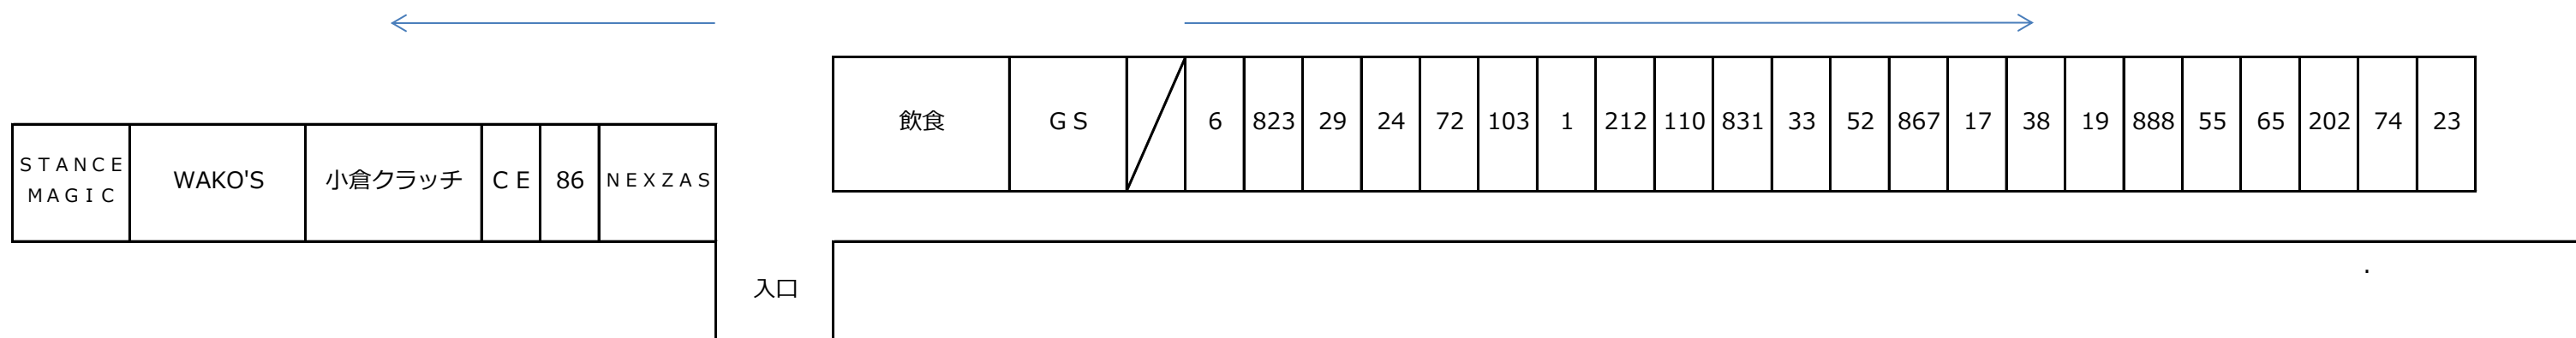 飲食 GS 6 823 29 24 72 103 1 212 110 831 33 52 867 17 38 19 888 55 65 202 74 23
STANCE
MAGIC
WAKO'S 小倉クラッチ CE 86 NEXZAS
入口
.